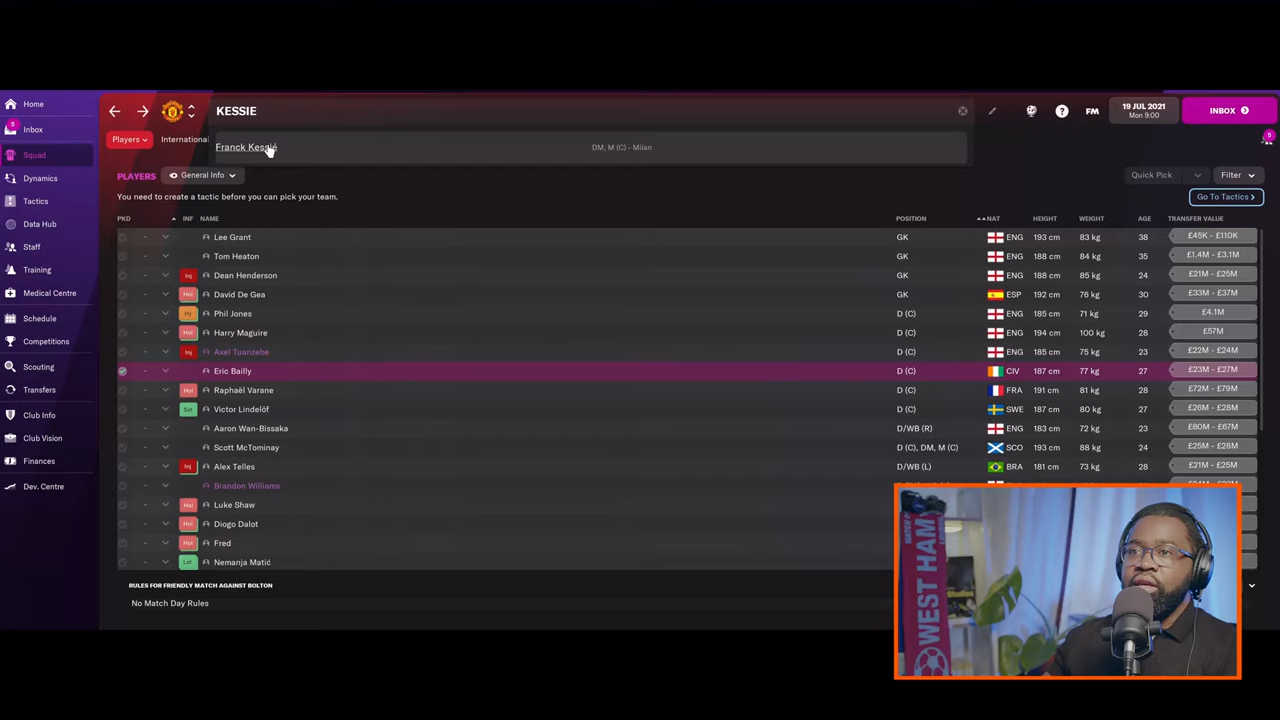 Home
KESSIE
19 JUL 2021
Mon 9:00
FM
INBOX
5
Inbox
Players
International
Franck Kessié
DM, M (C) - Milan
5
Squad
PLAYERS
General Info
Quick Pick
Filter
Dynamics
You need to create a tactic before you can pick your team.
Go To Tactics >
Tactics
PKD INF NAME POSITION NAT HEIGHT WEIGHT AGE TRANSFER VALUE
Data Hub
- Lee Grant GK ENG 193 cm 83 kg 38 £45K - £110K
Staff
- Tom Heaton GK ENG 188 cm 84 kg 35 £1.4M - £3.1M
Training
- Inj Dean Henderson GK ENG 188 cm 85 kg 24 £21M - £25M
Medical Centre
- Hol David De Gea GK ESP 192 cm 76 kg 30 £33M - £37M
Schedule
- Inj Phil Jones D (C) ENG 185 cm 71 kg 29 £4.1M
Competitions
- Hol Harry Maguire D (C) ENG 194 cm 100 kg 28 £57M
Scouting
- Inj Axel Tuanzebe D (C) ENG 185 cm 75 kg 23 £22M - £24M
Transfers
- Eric Bailly D (C) CIV 187 cm 77 kg 27 £23M - £27M
Club Info
- Hol Raphaël Varane D (C) FRA 191 cm 81 kg 28 £72M - £79M
Club Vision
- Set Victor Lindelöf D (C) SWE 187 cm 80 kg 27 £26M - £28M
Finances
- Aaron Wan-Bissaka D/WB (R) ENG 183 cm 72 kg 23 £60M - £67M
Dev. Centre
- Scott McTominay D (C), DM, M (C) SCO 193 cm 88 kg 24 £25M - £28M
- Inj Alex Telles D/WB (L) BRA 181 cm 73 kg 28 £21M - £25M
- Brandon Williams
- Hol Luke Shaw
- Hol Diogo Dalot
- Hol Fred
- Lat Nemanja Matić
RULES FOR FRIENDLY MATCH AGAINST BOLTON
No Match Day Rules
WEST HAM